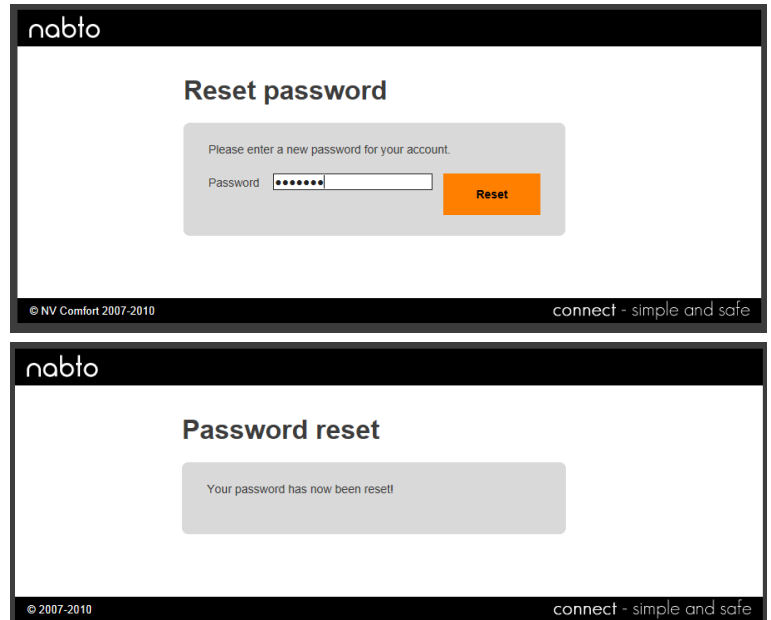 nabto
Reset password
Please enter a new password for your account.
Password •••••••
Reset
© NV Comfort 2007-2010
connect - simple and safe
nabto
Password reset
Your password has now been reset!
© 2007-2010
connect - simple and safe